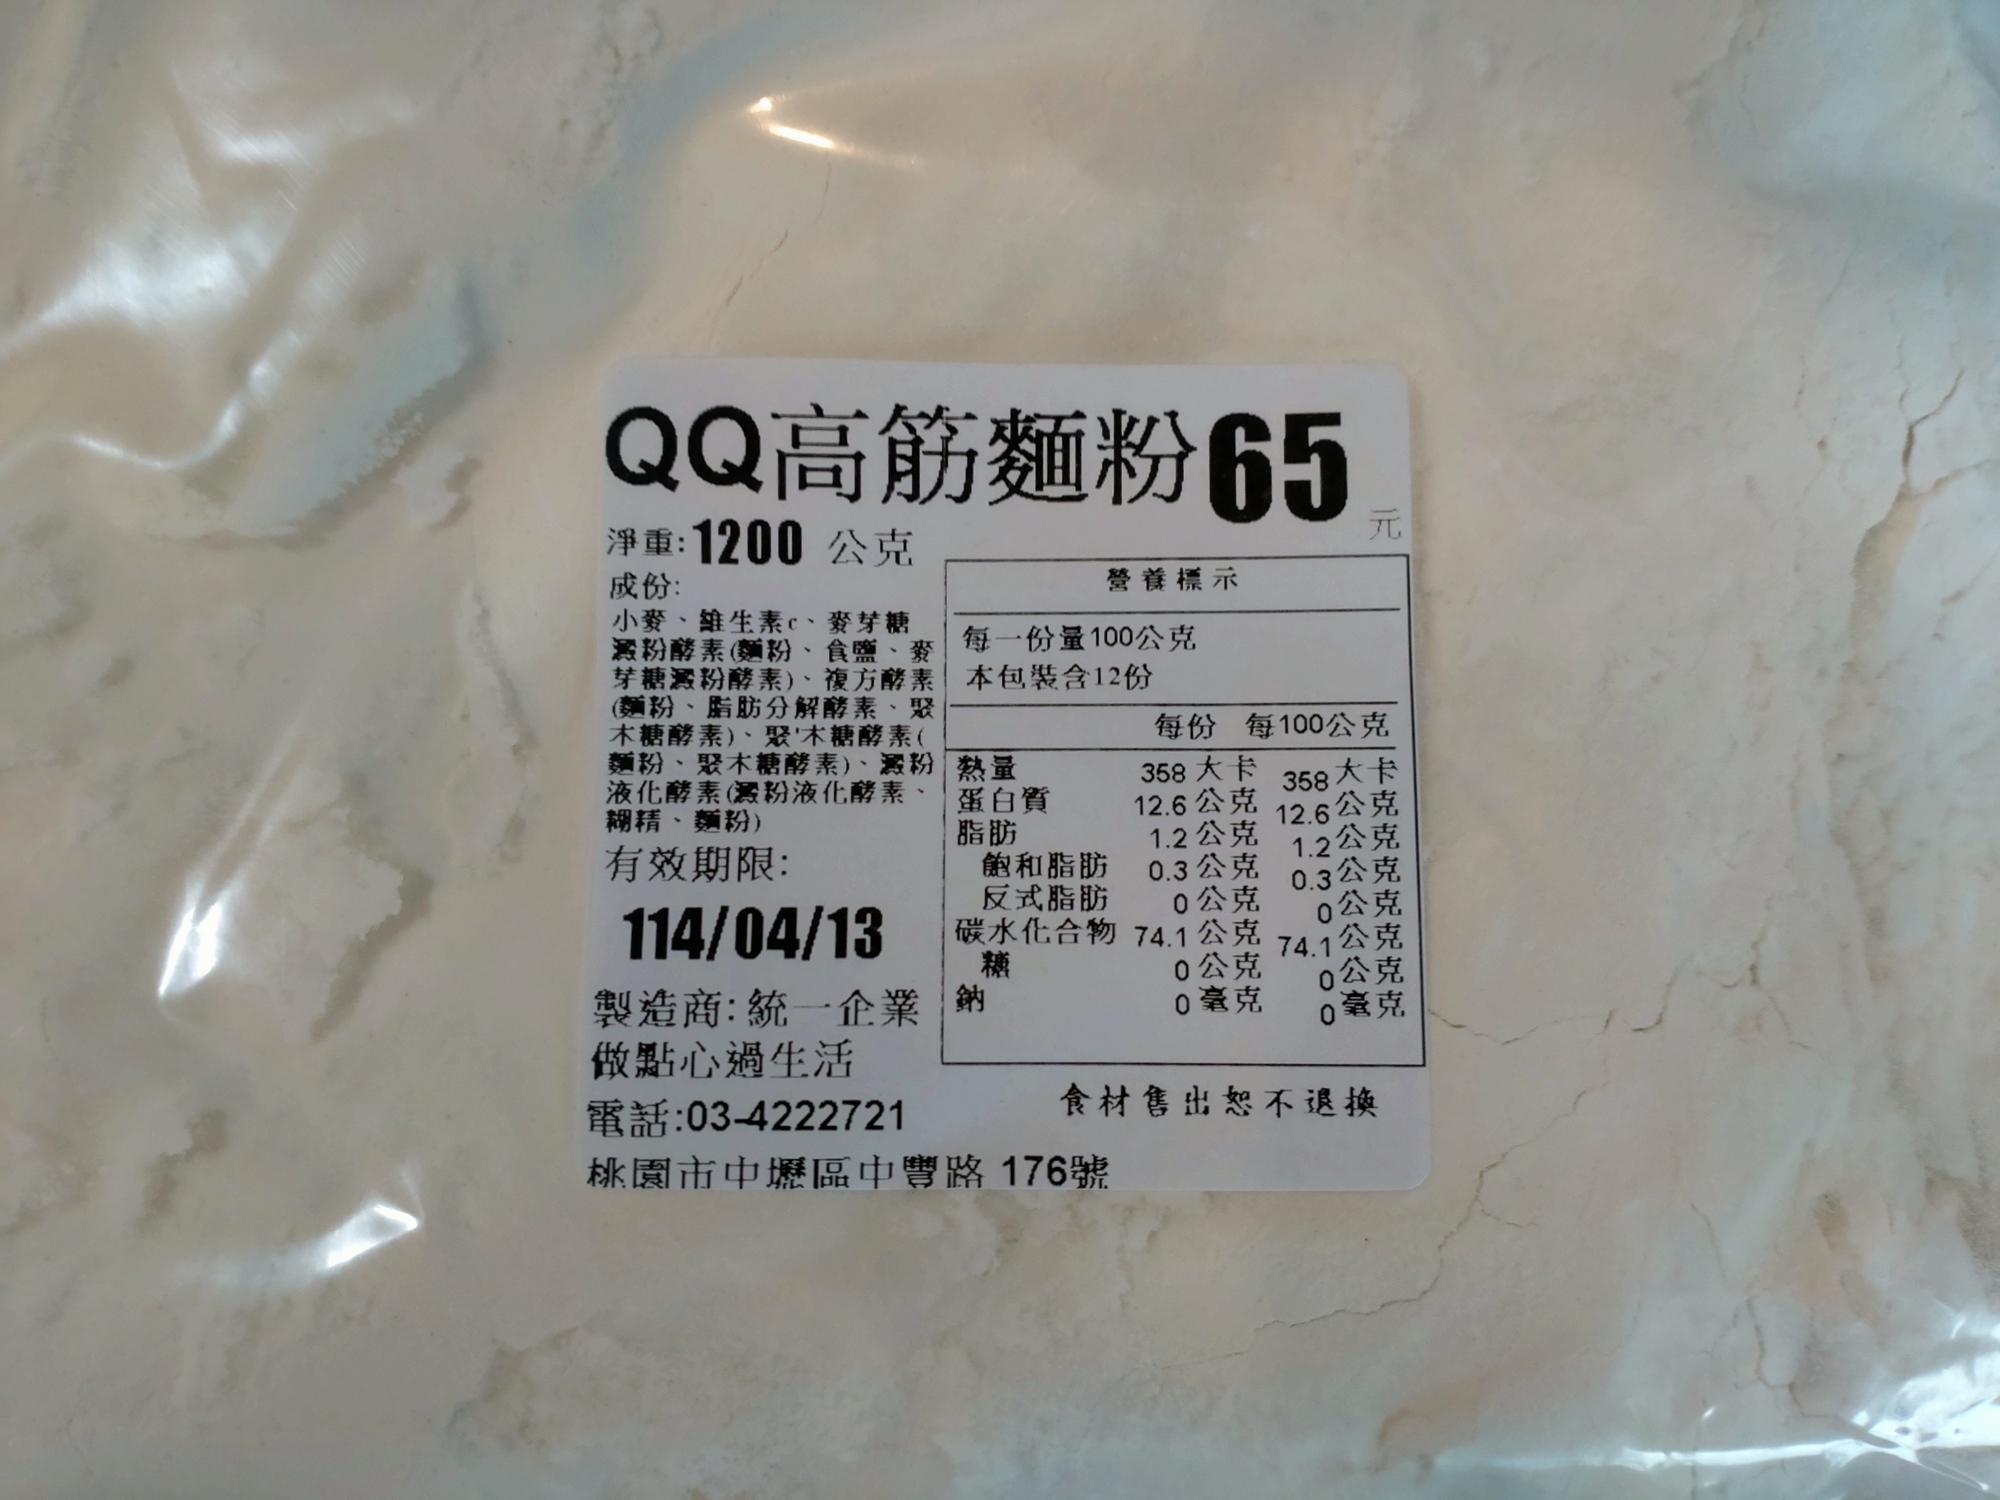 QQ高筋麵粉65元
淨重:1200 公克
成份:
小麥、維生素c、麥芽糖
澱粉酵素(麵粉、食鹽、麥
芽糖澱粉酵素)、複方酵素
(麵粉、脂肪分解酵素、聚
木糖酵素)、聚'木糖酵素(
麵粉、聚木糖酵素)、澱粉
液化酵素(澱粉液化酵素、
糊精、麵粉)
有效期限:
114/04/13
製造商:統一企業
做點心過生活
電話:03-4222721
桃園市中壢區中豐路 176號
營養標示
每一份量100公克
本包裝含12份
每份 每100公克
熱量 358 大卡 358 大卡
蛋白質 12.6 公克 12.6 公克
脂肪 1.2 公克 1.2 公克
飽和脂肪 0.3 公克 0.3 公克
反式脂肪 0 公克 0 公克
碳水化合物 74.1 公克 74.1 公克
糖 0 公克 0 公克
鈉 0 毫克 0 毫克
食材售出恕不退換